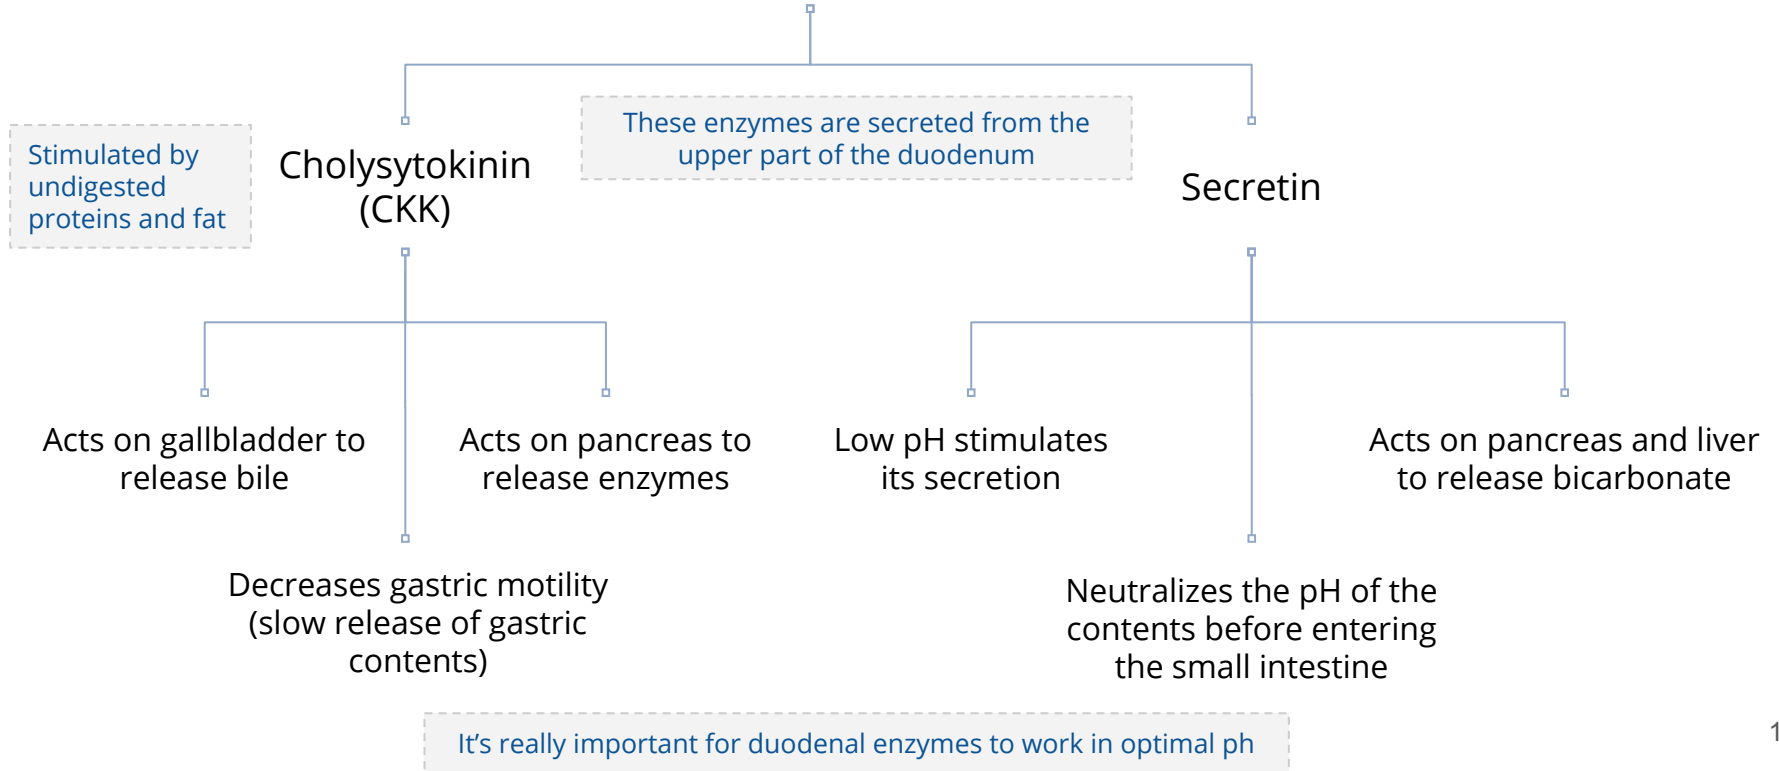 These enzymes are secreted from the
upper part of the duodenum
Stimulated by
undigested
proteins and fat
Cholysytokinin
(CKK)
Secretin
Acts on gallbladder to
release bile
Acts on pancreas to
release enzymes
Low pH stimulates
its secretion
Acts on pancreas and liver
to release bicarbonate
Decreases gastric motility
(slow release of gastric
contents)
Neutralizes the pH of the
contents before entering
the small intestine
It’s really important for duodenal enzymes to work in optimal ph
1